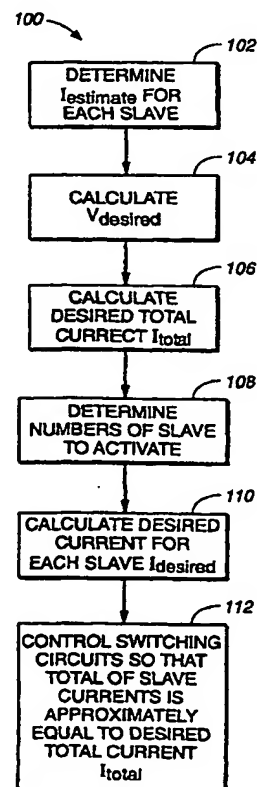 100
102
DETERMINE
Iestimate FOR
EACH SLAVE
104
CALCULATE
Vdesired
106
CALCULATE
DESIRED TOTAL
CURRECT Itotal
108
DETERMINE
NUMBERS OF SLAVE
TO ACTIVATE
110
CALCULATE DESIRED
CURRENT FOR
EACH SLAVE Idesired
112
CONTROL SWITCHING
CIRCUITS SO THAT
TOTAL OF SLAVE
CURRENTS IS
APPROXIMATELY
EQUAL TO DESIRED
TOTAL CURRENT
Itotal